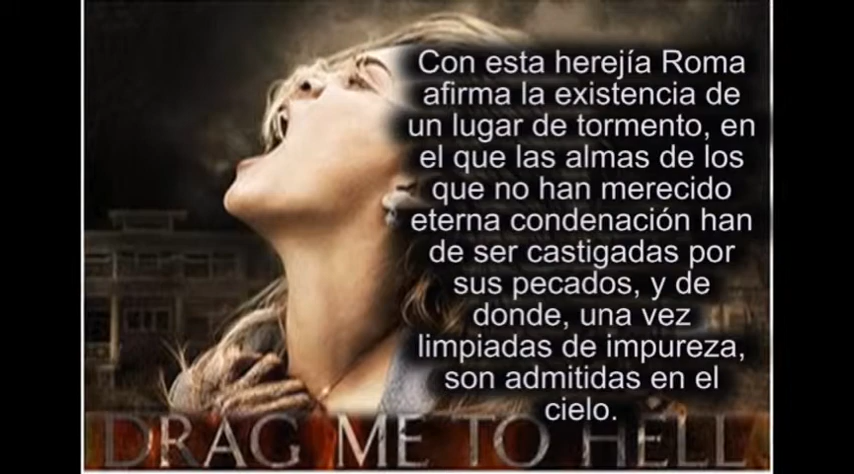 Con esta herejía Roma
afirma la existencia de
un lugar de tormento, en
el que las almas de los
que no han merecido
eterna condenación han
de ser castigadas por
sus pecados, y de
donde, una vez
limpiadas de impureza,
son admitidas en el
cielo.
DRAG ME TO HELL